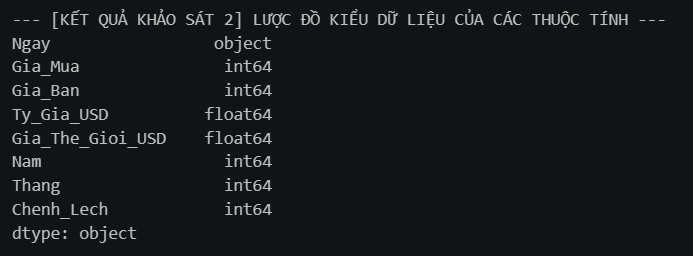 --- [KẾT QUẢ KHẢO SÁT 2] LƯỢC ĐỒ KIỂU DỮ LIỆU CỦA CÁC THUỘC TÍNH ---
Ngay                 object
Gia_Mua               int64
Gia_Ban               int64
Ty_Gia_USD          float64
Gia_The_Gioi_USD    float64
Nam                   int64
Thang                 int64
Chenh_Lech            int64
dtype: object